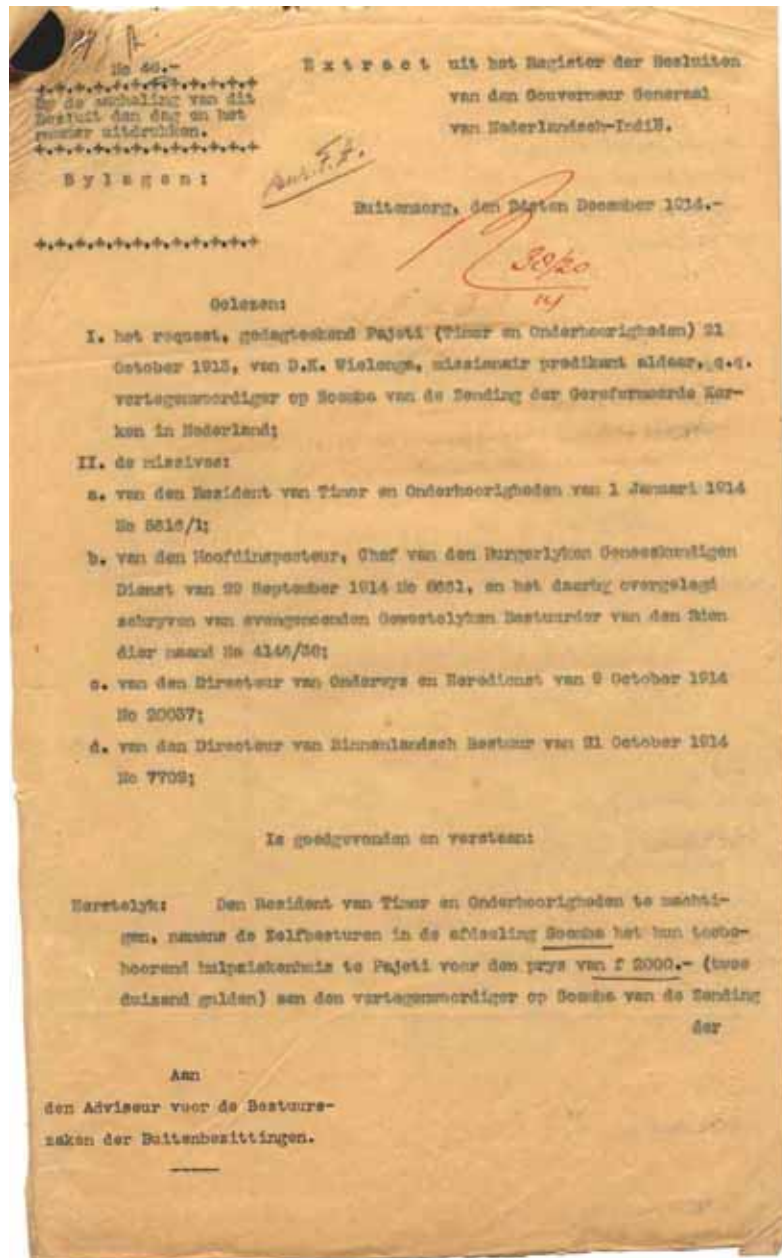 No 46.-
+.+.+.+.+.+.+.+.+.+.+
Op de aanhaling van dit
Besluit den dag en het
nummer uitdrukken.
+.+.+.+.+.+.+.+.+.+.+
Bylagen:
+.+.+.+.+.+.+.+.+.+.+
Extract uit het Register der Besluiten
van den Gouverneur Generaal
van Nederlandsch-Indië.
Buitenzorg, den 24sten December 1914.-
38/20
14
Gelezen:
I. het request, gedagteekend Pajeti (Timor en Onderhoorigheden) 21
October 1913, van D.K. Wielenga, missionair predikant aldaar, q.q.
vertegenwoordiger op Soemba van de Zending der Gereformeerde Ker-
ken in Nederland;
II. de missives:
a. van den Resident van Timor en Onderhoorigheden van 1 Januari 1914
No 5516/1;
b. van den Hoofdinspecteur, Chef van den Burgerlyken Geneeskundigen
Dienst van 29 September 1914 No 6651, en het daarby overgelegd
schryven van evengenoemden Gewestelyken Bestuurder van den
dier maand No 4146/36;
c. van den Directeur van Onderwys en Eeredienst van 9 October 1914
No 20037;
d. van den Directeur van Binnenlandsch Bestuur van 21 October 1914
No 7702;
Is goedgevonden en verstaan:
Eerstelyk: Den Resident van Timor en Onderhoorigheden te machti-
gen, namens de Zelfbesturen in de afdeeling Soemba het hun toebe-
hoorend hulpziekenhuis te Pajeti voor den prys van f 2000.- (twee
duizend gulden) aan den vertegenwoordiger op Soemba van de Zending
der
Aan
den Adviseur voor de Bestuurs-
zaken der Buitenbezittingen.